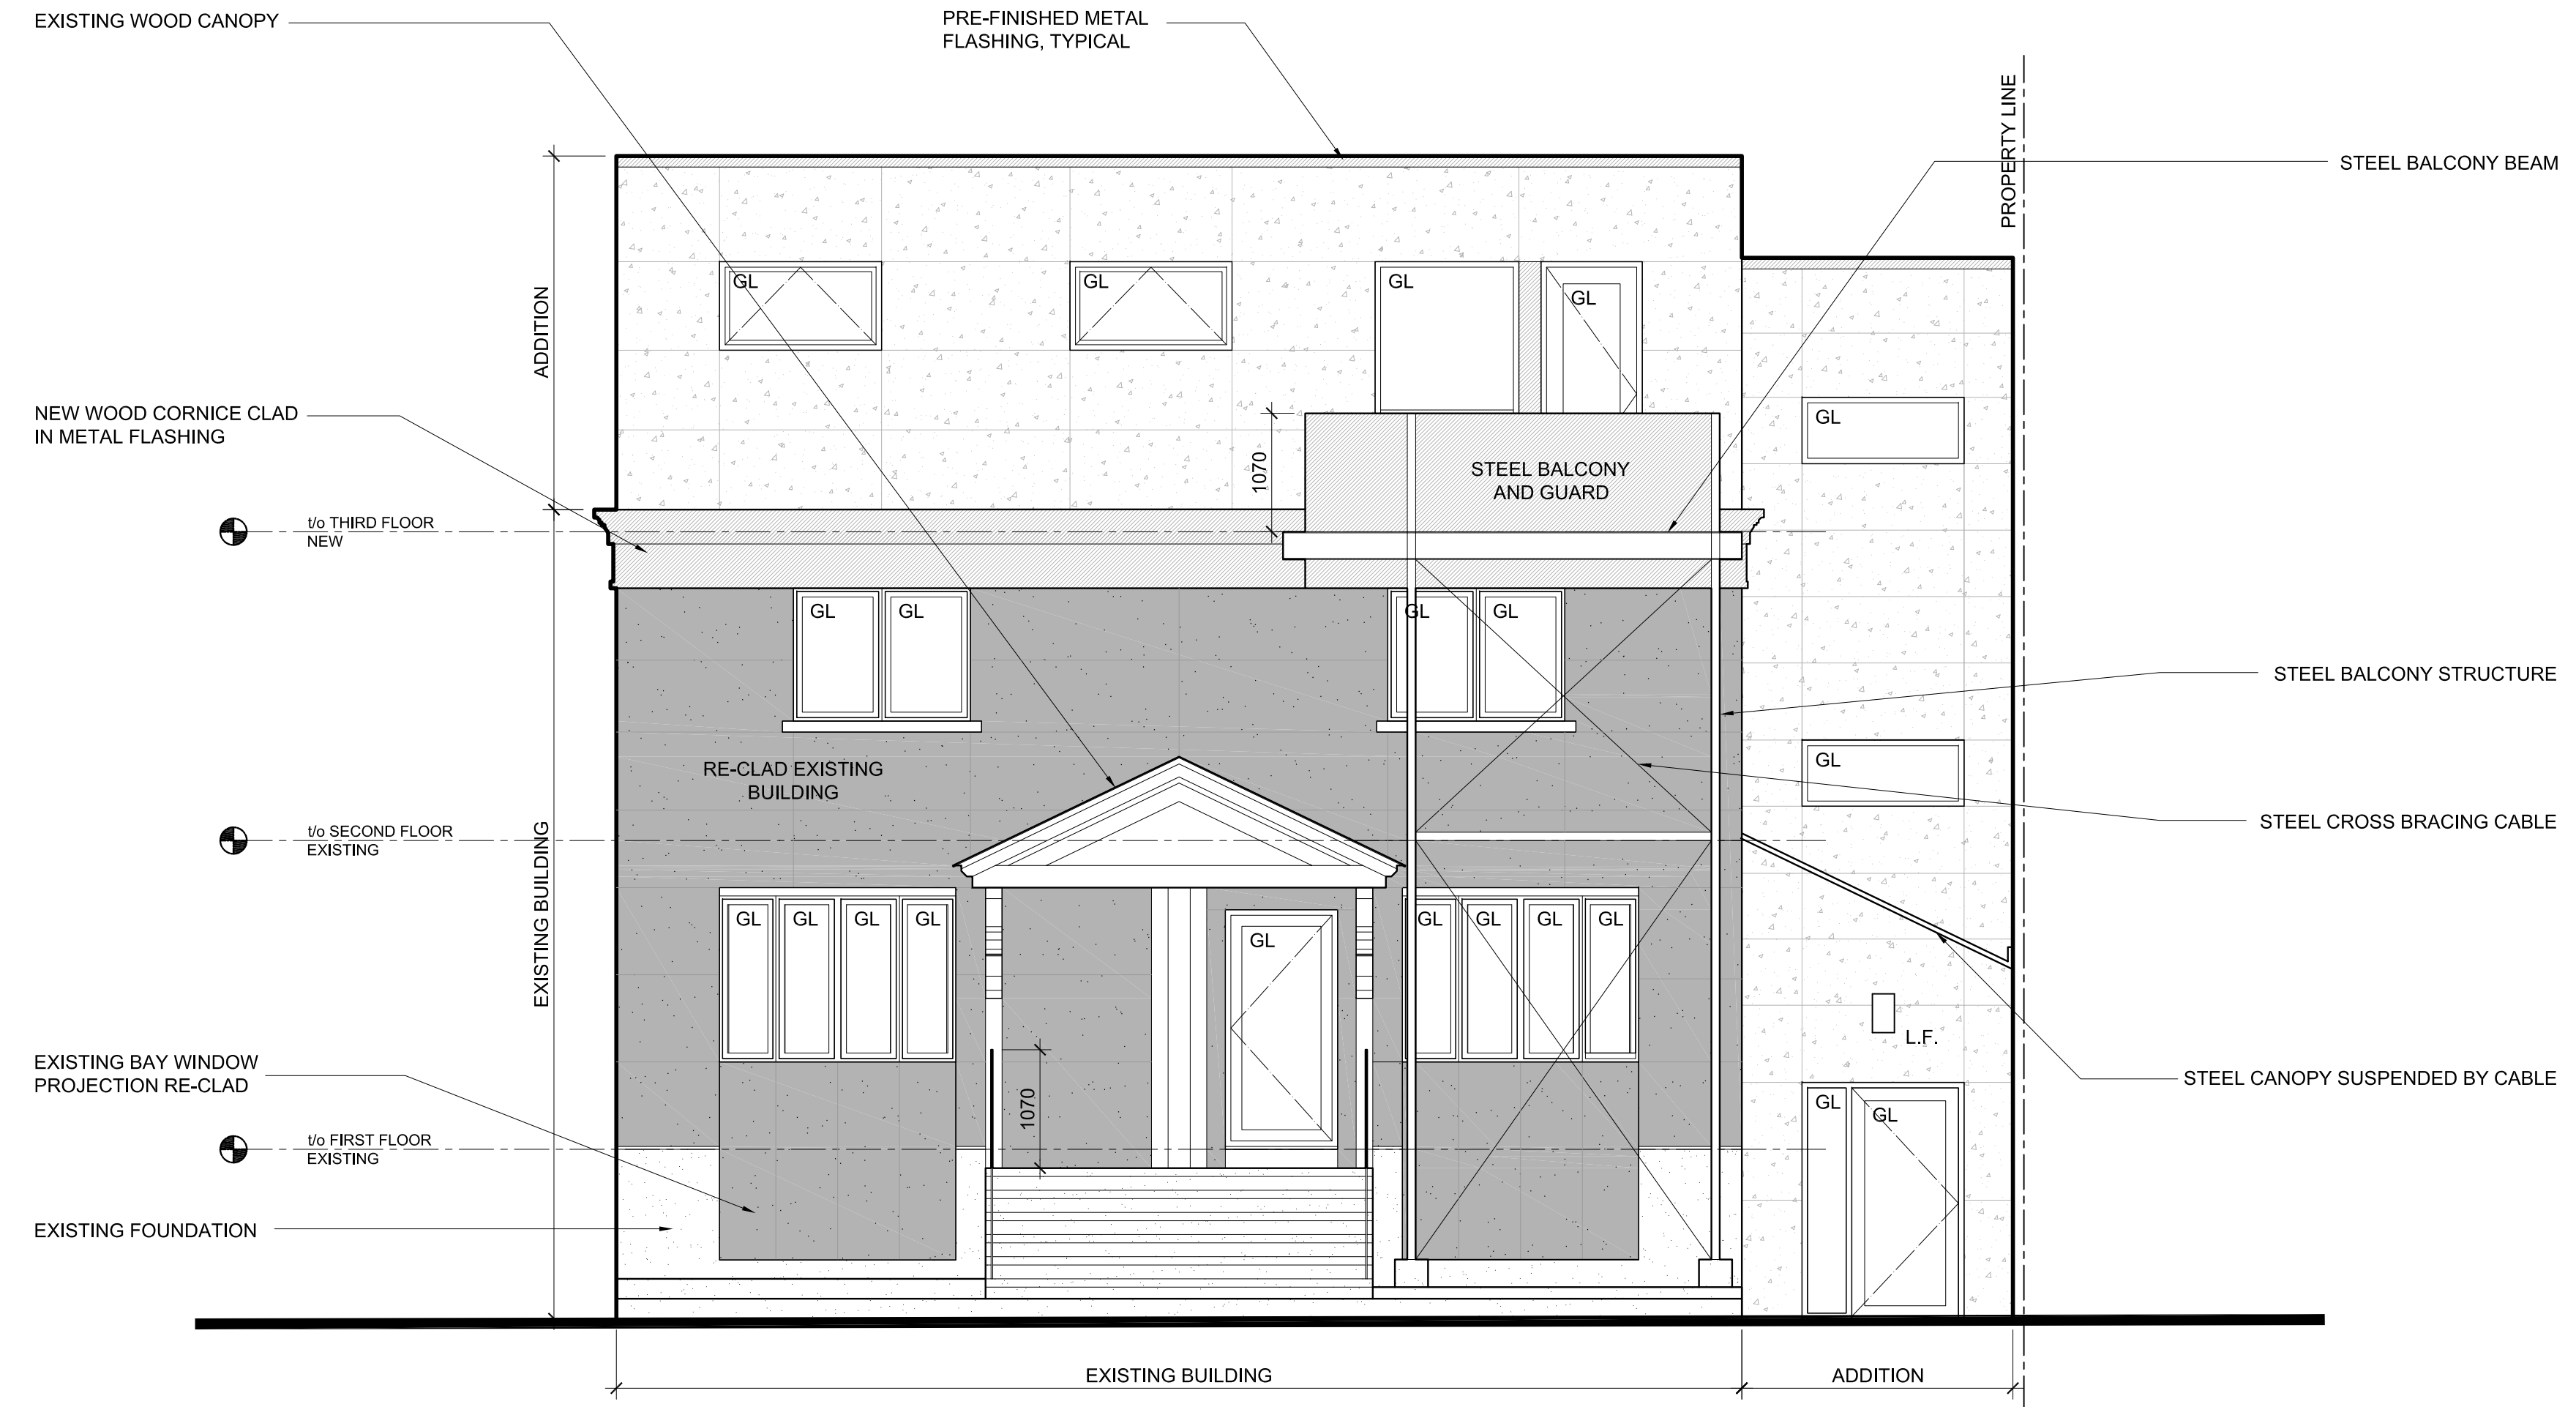 EXISTING WOOD CANOPY
PRE-FINISHED METAL
FLASHING, TYPICAL
PROPERTY LINE
STEEL BALCONY BEAM
ADDITION
GL
GL
GL
GL
NEW WOOD CORNICE CLAD
IN METAL FLASHING
1070
STEEL BALCONY
AND GUARD
GL
t/o THIRD FLOOR
NEW
GL
GL
GL
GL
STEEL BALCONY STRUCTURE
RE-CLAD EXISTING
BUILDING
GL
t/o SECOND FLOOR
EXISTING
STEEL CROSS BRACING CABLE
EXISTING BUILDING
GL
GL
GL
GL
GL
GL
GL
GL
GL
L.F.
EXISTING BAY WINDOW
PROJECTION RE-CLAD
1070
STEEL CANOPY SUSPENDED BY CABLE
GL
GL
t/o FIRST FLOOR
EXISTING
EXISTING FOUNDATION
EXISTING BUILDING
ADDITION